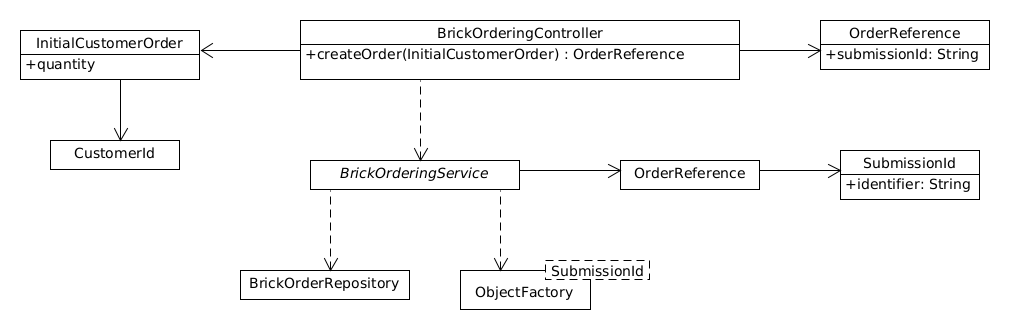 InitialCustomerOrder
+quantity
BrickOrderingController
+createOrder(InitialCustomerOrder) : OrderReference
OrderReference
+submissionId: String
CustomerId
BrickOrderingService
OrderReference
SubmissionId
+identifier: String
BrickOrderRepository
SubmissionId
ObjectFactory